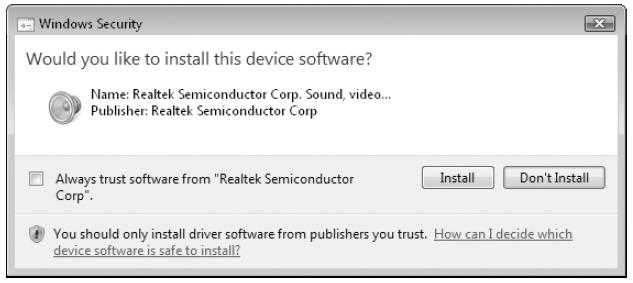 Windows Security
Would you like to install this device software?
Name: Realtek Semiconductor Corp. Sound, video...
Publisher: Realtek Semiconductor Corp
Always trust software from "Realtek Semiconductor
Corp".
Install
Don't Install
You should only install driver software from publishers you trust. How can I decide which
device software is safe to install?